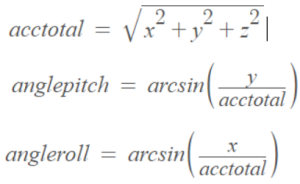 acctotal = √(x² + y² + z²)
anglepitch = arcsin(y / acctotal)
angleroll = arcsin(x / acctotal)